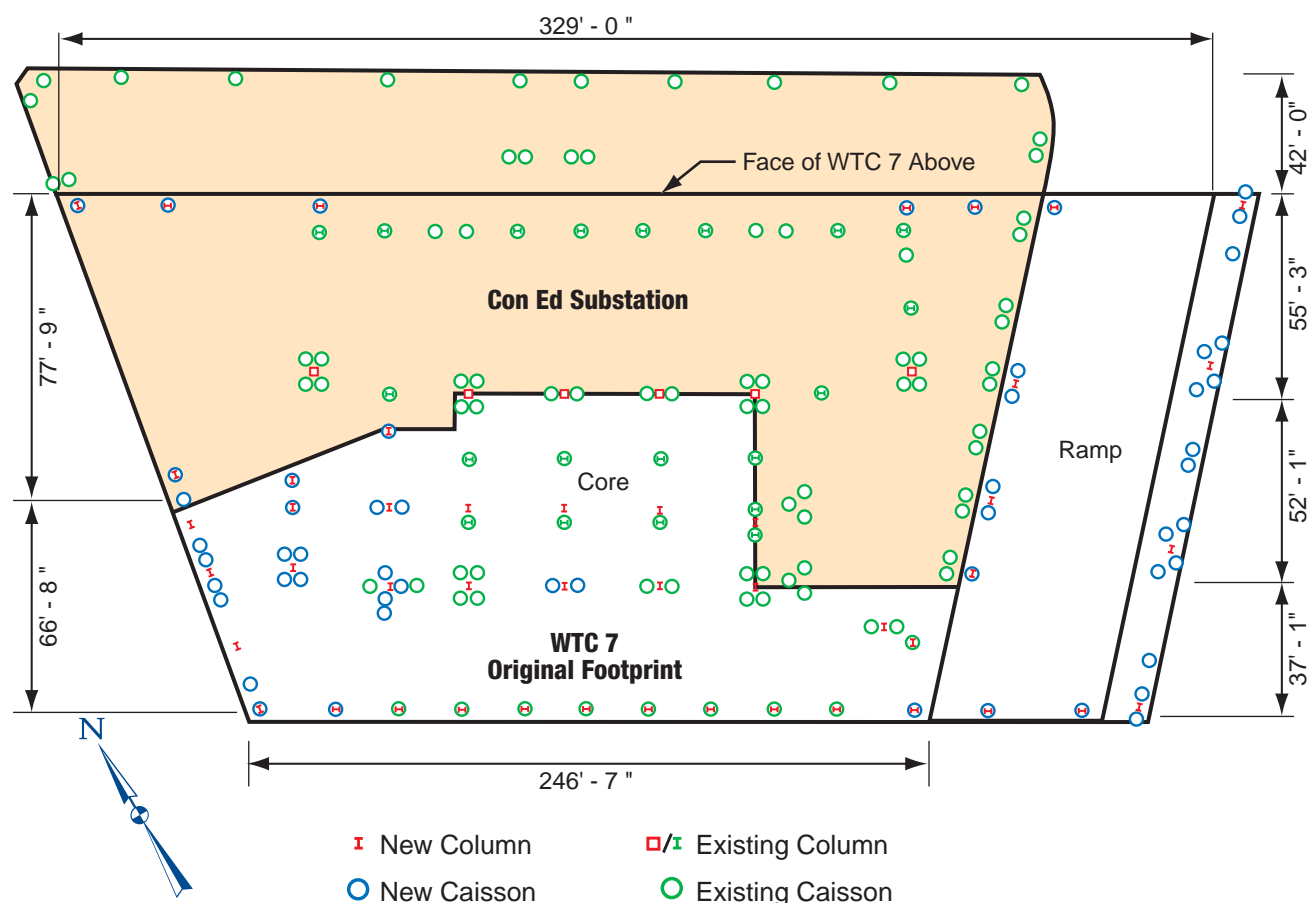 329' - 0 "
42' - 0"
Face of WTC 7 Above
55' - 3"
77' - 9 "
Con Ed Substation
Ramp
Core
52' - 1"
66' - 8"
WTC 7
Original Footprint
37' - 1"
N
246' - 7 "
New Column
/ Existing Column
New Caisson
Existing Caisson